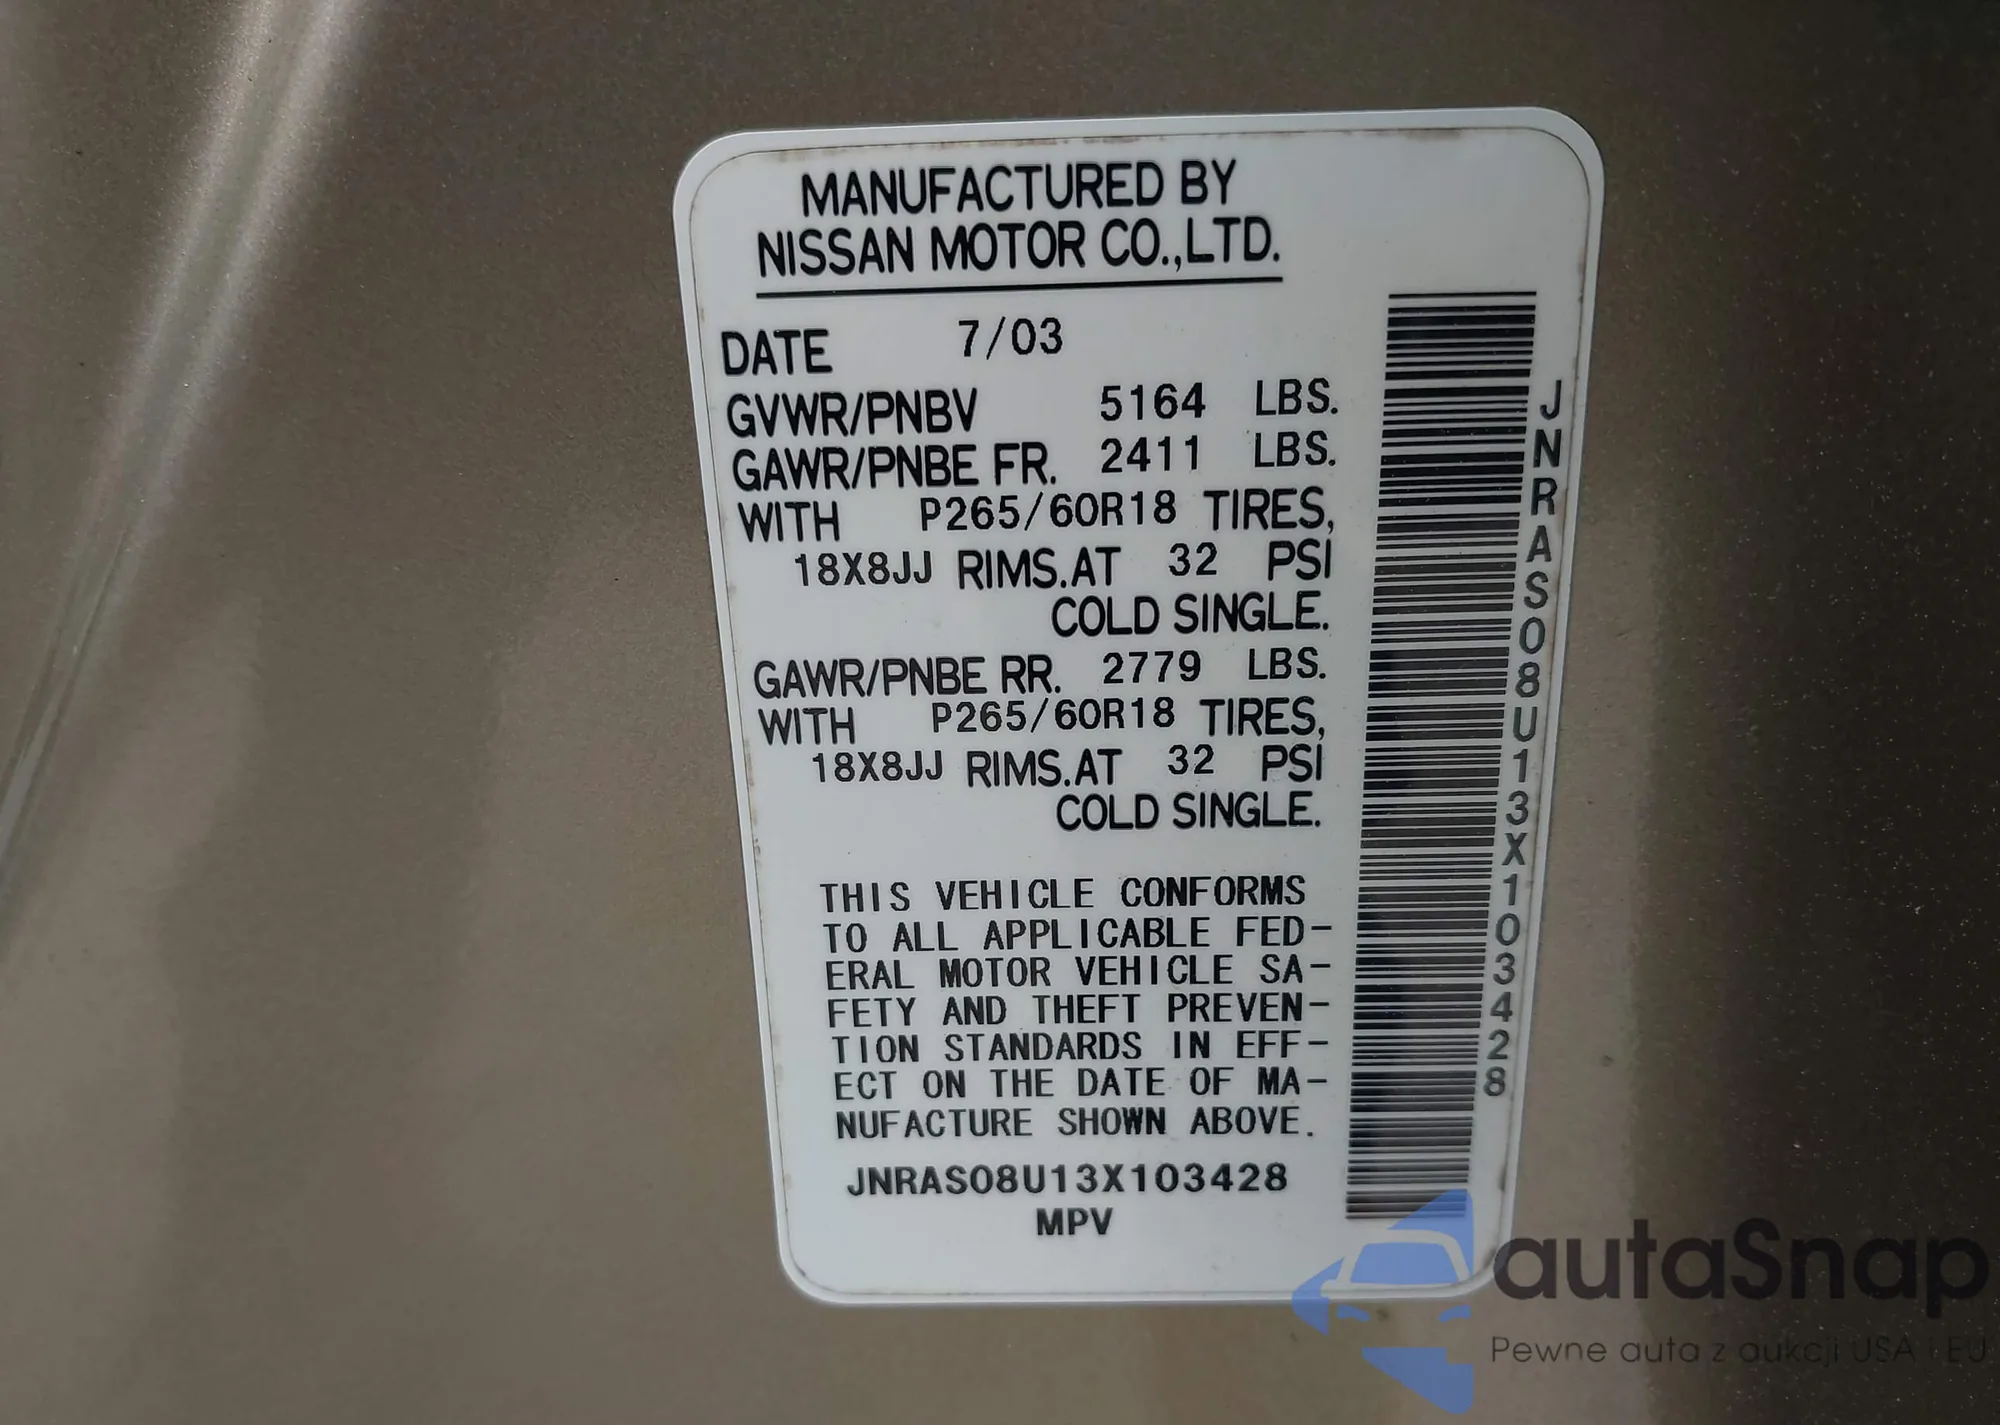 MANUFACTURED BY
NISSAN MOTOR CO.,LTD.
DATE 7/03
GVWR/PNBV 5164 LBS.
GAWR/PNBE FR. 2411 LBS.
WITH P265/60R18 TIRES,
18X8JJ RIMS.AT 32 PSI
COLD SINGLE.
GAWR/PNBE RR. 2779 LBS.
WITH P265/60R18 TIRES,
18X8JJ RIMS.AT 32 PSI
COLD SINGLE.
THIS VEHICLE CONFORMS
TO ALL APPLICABLE FED-
ERAL MOTOR VEHICLE SA-
FETY AND THEFT PREVEN-
TION STANDARDS IN EFF-
ECT ON THE DATE OF MA-
NUFACTURE SHOWN ABOVE.
JNRAS08U13X103428
MPV
JNRAS08U13X103428
autaSnap
Pewne auta z aukcji USA i EU